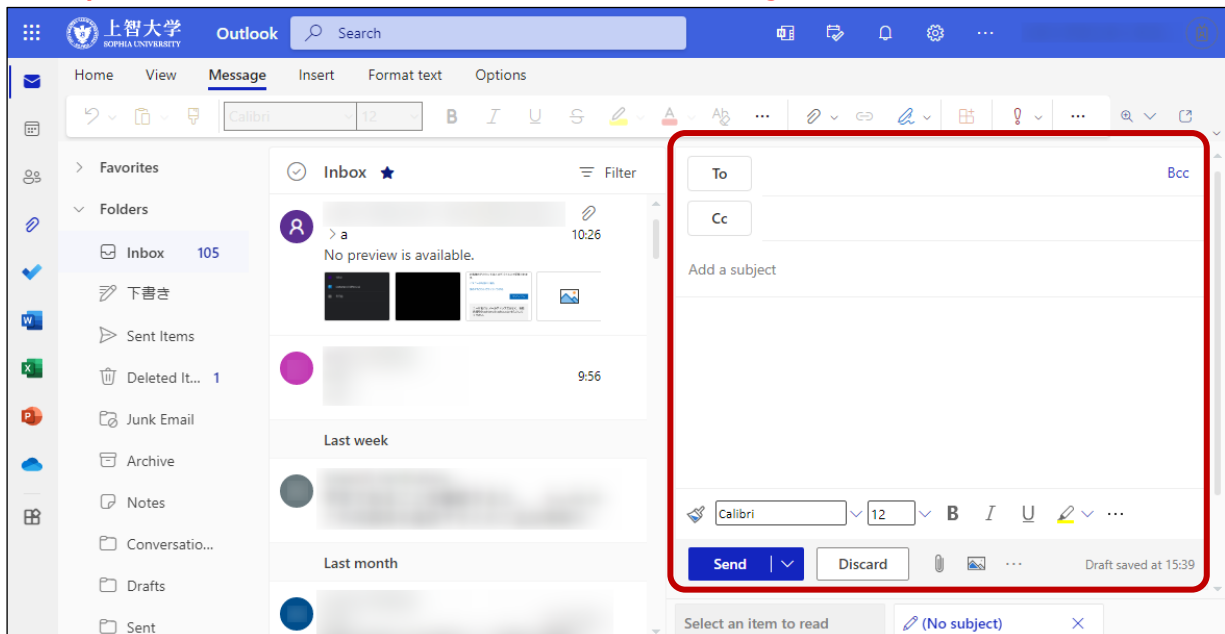 上智大学
SOPHIA UNIVERSITY
Outlook
Search
Home View Message Insert Format text Options
Calibri 12 B I U S A Ab
Favorites
Folders
Inbox 105
下書き
Sent Items
Deleted It... 1
Junk Email
Archive
Notes
Conversatio...
Drafts
Sent
Inbox
Filter
R
> a
10:26
No preview is available.
9:56
Last week
Last month
To
Bcc
Cc
Add a subject
Calibri 12 B I U ...
Send
Discard
...
Draft saved at 15:39
Select an item to read
(No subject)